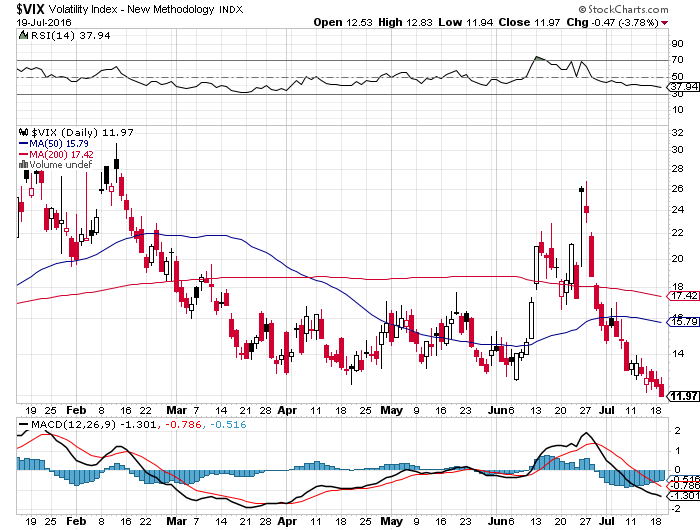 $VIX Volatility Index - New Methodology INDX © StockCharts.com
19-Jul-2016 Open 12.53 High 12.83 Low 11.94 Close 11.97 Chg -0.47 (-3.78%)
RSI(14) 37.94
90
70
50
37.94
30
10
$VIX (Daily) 11.97
MA(50) 15.79
MA(200) 17.42
Volume undef
32
30
28
26
24
22
20
18
17.42
16
15.79
14
11.97
19 25 Feb 8 16 22 Mar 7 14 21 28 Apr 11 18 25 May 9 16 23 Jun 6 13 20 27 Jul 11 18
MACD(12,26,9) -1.301, -0.786, -0.516
2
1
0
-0.516
-0.786
-1.301
-2
19 25 Feb 8 16 22 Mar 7 14 21 28 Apr 11 18 25 May 9 16 23 Jun 6 13 20 27 Jul 11 18